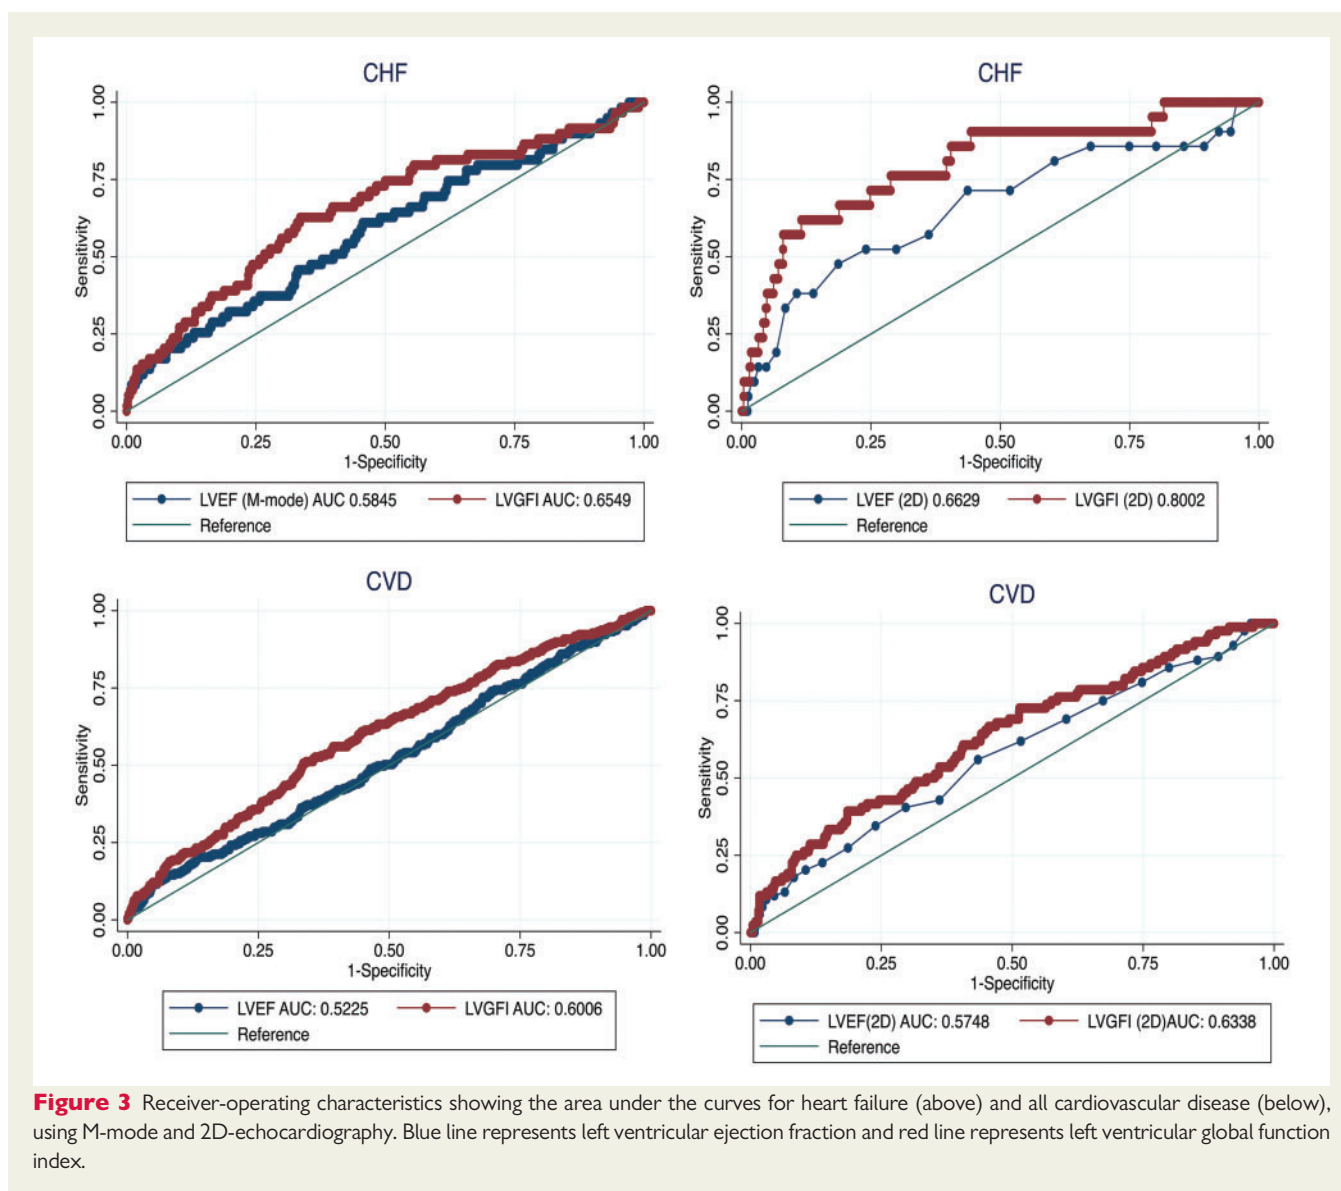 CHF
1.00
0.75
0.50
0.25
0.00
Sensitivity
0.00 0.25 0.50 0.75 1.00
1-Specificity
LVEF (M-mode) AUC 0.5845 LVGFI AUC: 0.6549
Reference
CHF
1.00
0.75
0.50
0.25
0.00
Sensitivity
0.00 0.25 0.50 0.75 1.00
1-Specificity
LVEF (2D) 0.6629 LVGFI (2D) 0.8002
Reference
CVD
1.00
0.75
0.50
0.25
0.00
Sensitivity
0.00 0.25 0.50 0.75 1.00
1-Specificity
LVEF AUC: 0.5225 LVGFI AUC: 0.6006
Reference
CVD
1.00
0.75
0.50
0.25
0.00
Sensitivity
0.00 0.25 0.50 0.75 1.00
1-Specificity
LVEF(2D) AUC: 0.5748 LVGFI (2D)AUC: 0.6338
Reference
Figure 3 Receiver-operating characteristics showing the area under the curves for heart failure (above) and all cardiovascular disease (below),
using M-mode and 2D-echocardiography. Blue line represents left ventricular ejection fraction and red line represents left ventricular global function
index.